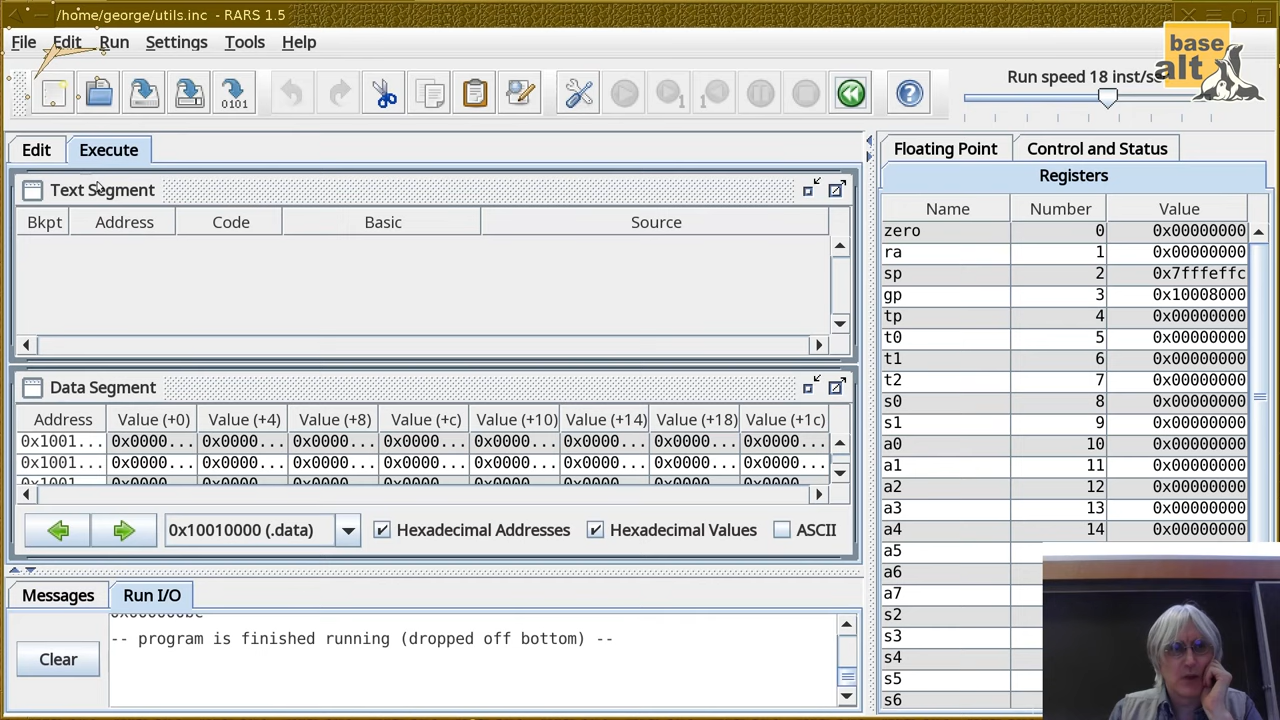 /home/george/utils.inc - RARS 1.5
File Edit Run Settings Tools Help
base
alt
Run speed 18 inst/se
0101
1
1
Edit Execute
Floating Point Control and Status
Registers
Text Segment
Bkpt Address Code Basic Source
Name Number Value
zero 0 0x00000000
ra 1 0x00000000
sp 2 0x7fffeffc
gp 3 0x10008000
tp 4 0x00000000
t0 5 0x00000000
t1 6 0x00000000
t2 7 0x00000000
s0 8 0x00000000
s1 9 0x00000000
a0 10 0x00000000
a1 11 0x00000000
a2 12 0x00000000
a3 13 0x00000000
a4 14 0x00000000
a5
a6
a7
s2
s3
s4
s5
s6
Data Segment
Address Value (+0) Value (+4) Value (+8) Value (+c) Value (+10) Value (+14) Value (+18) Value (+1c)
0x1001... 0x0000... 0x0000... 0x0000... 0x0000... 0x0000... 0x0000... 0x0000... 0x0000...
0x1001... 0x0000... 0x0000... 0x0000... 0x0000... 0x0000... 0x0000... 0x0000... 0x0000...
0x10010000 (.data) Hexadecimal Addresses Hexadecimal Values ASCII
Messages Run I/O
-- program is finished running (dropped off bottom) --
Clear